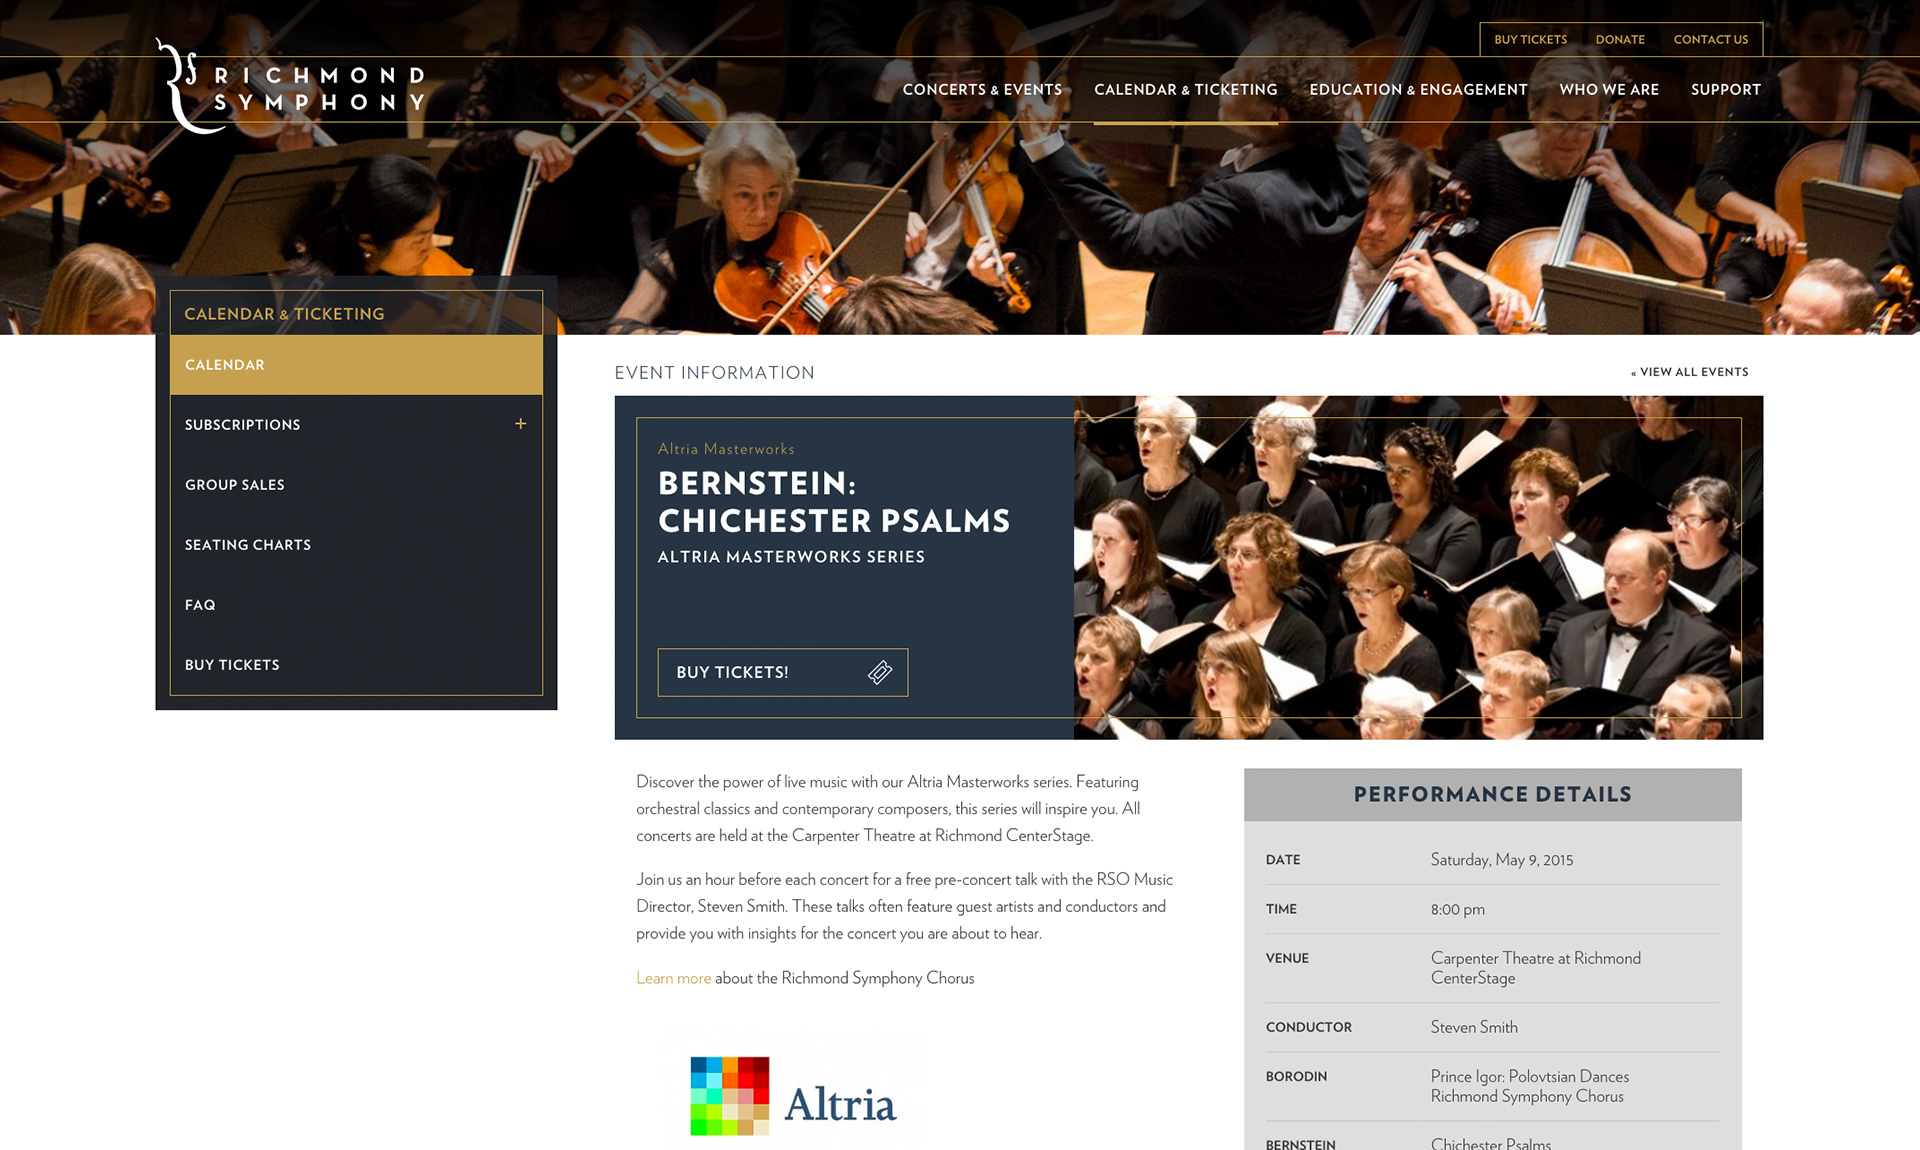 BUY TICKETS DONATE CONTACT US
RICHMOND
SYMPHONY
CONCERTS & EVENTS CALENDAR & TICKETING EDUCATION & ENGAGEMENT WHO WE ARE SUPPORT
CALENDAR & TICKETING
CALENDAR
SUBSCRIPTIONS +
GROUP SALES
SEATING CHARTS
FAQ
BUY TICKETS
EVENT INFORMATION
« VIEW ALL EVENTS
Altria Masterworks
BERNSTEIN:
CHICHESTER PSALMS
ALTRIA MASTERWORKS SERIES
BUY TICKETS!
Discover the power of live music with our Altria Masterworks series. Featuring
orchestral classics and contemporary composers, this series will inspire you. All
concerts are held at the Carpenter Theatre at Richmond CenterStage.
Join us an hour before each concert for a free pre-concert talk with the RSO Music
Director, Steven Smith. These talks often feature guest artists and conductors and
provide you with insights for the concert you are about to hear.
Learn more about the Richmond Symphony Chorus
Altria
PERFORMANCE DETAILS
DATE Saturday, May 9, 2015
TIME 8:00 pm
VENUE Carpenter Theatre at Richmond
CenterStage
CONDUCTOR Steven Smith
BORODIN Prince Igor: Polovtsian Dances
Richmond Symphony Chorus
BERNSTEIN Chichester Psalms